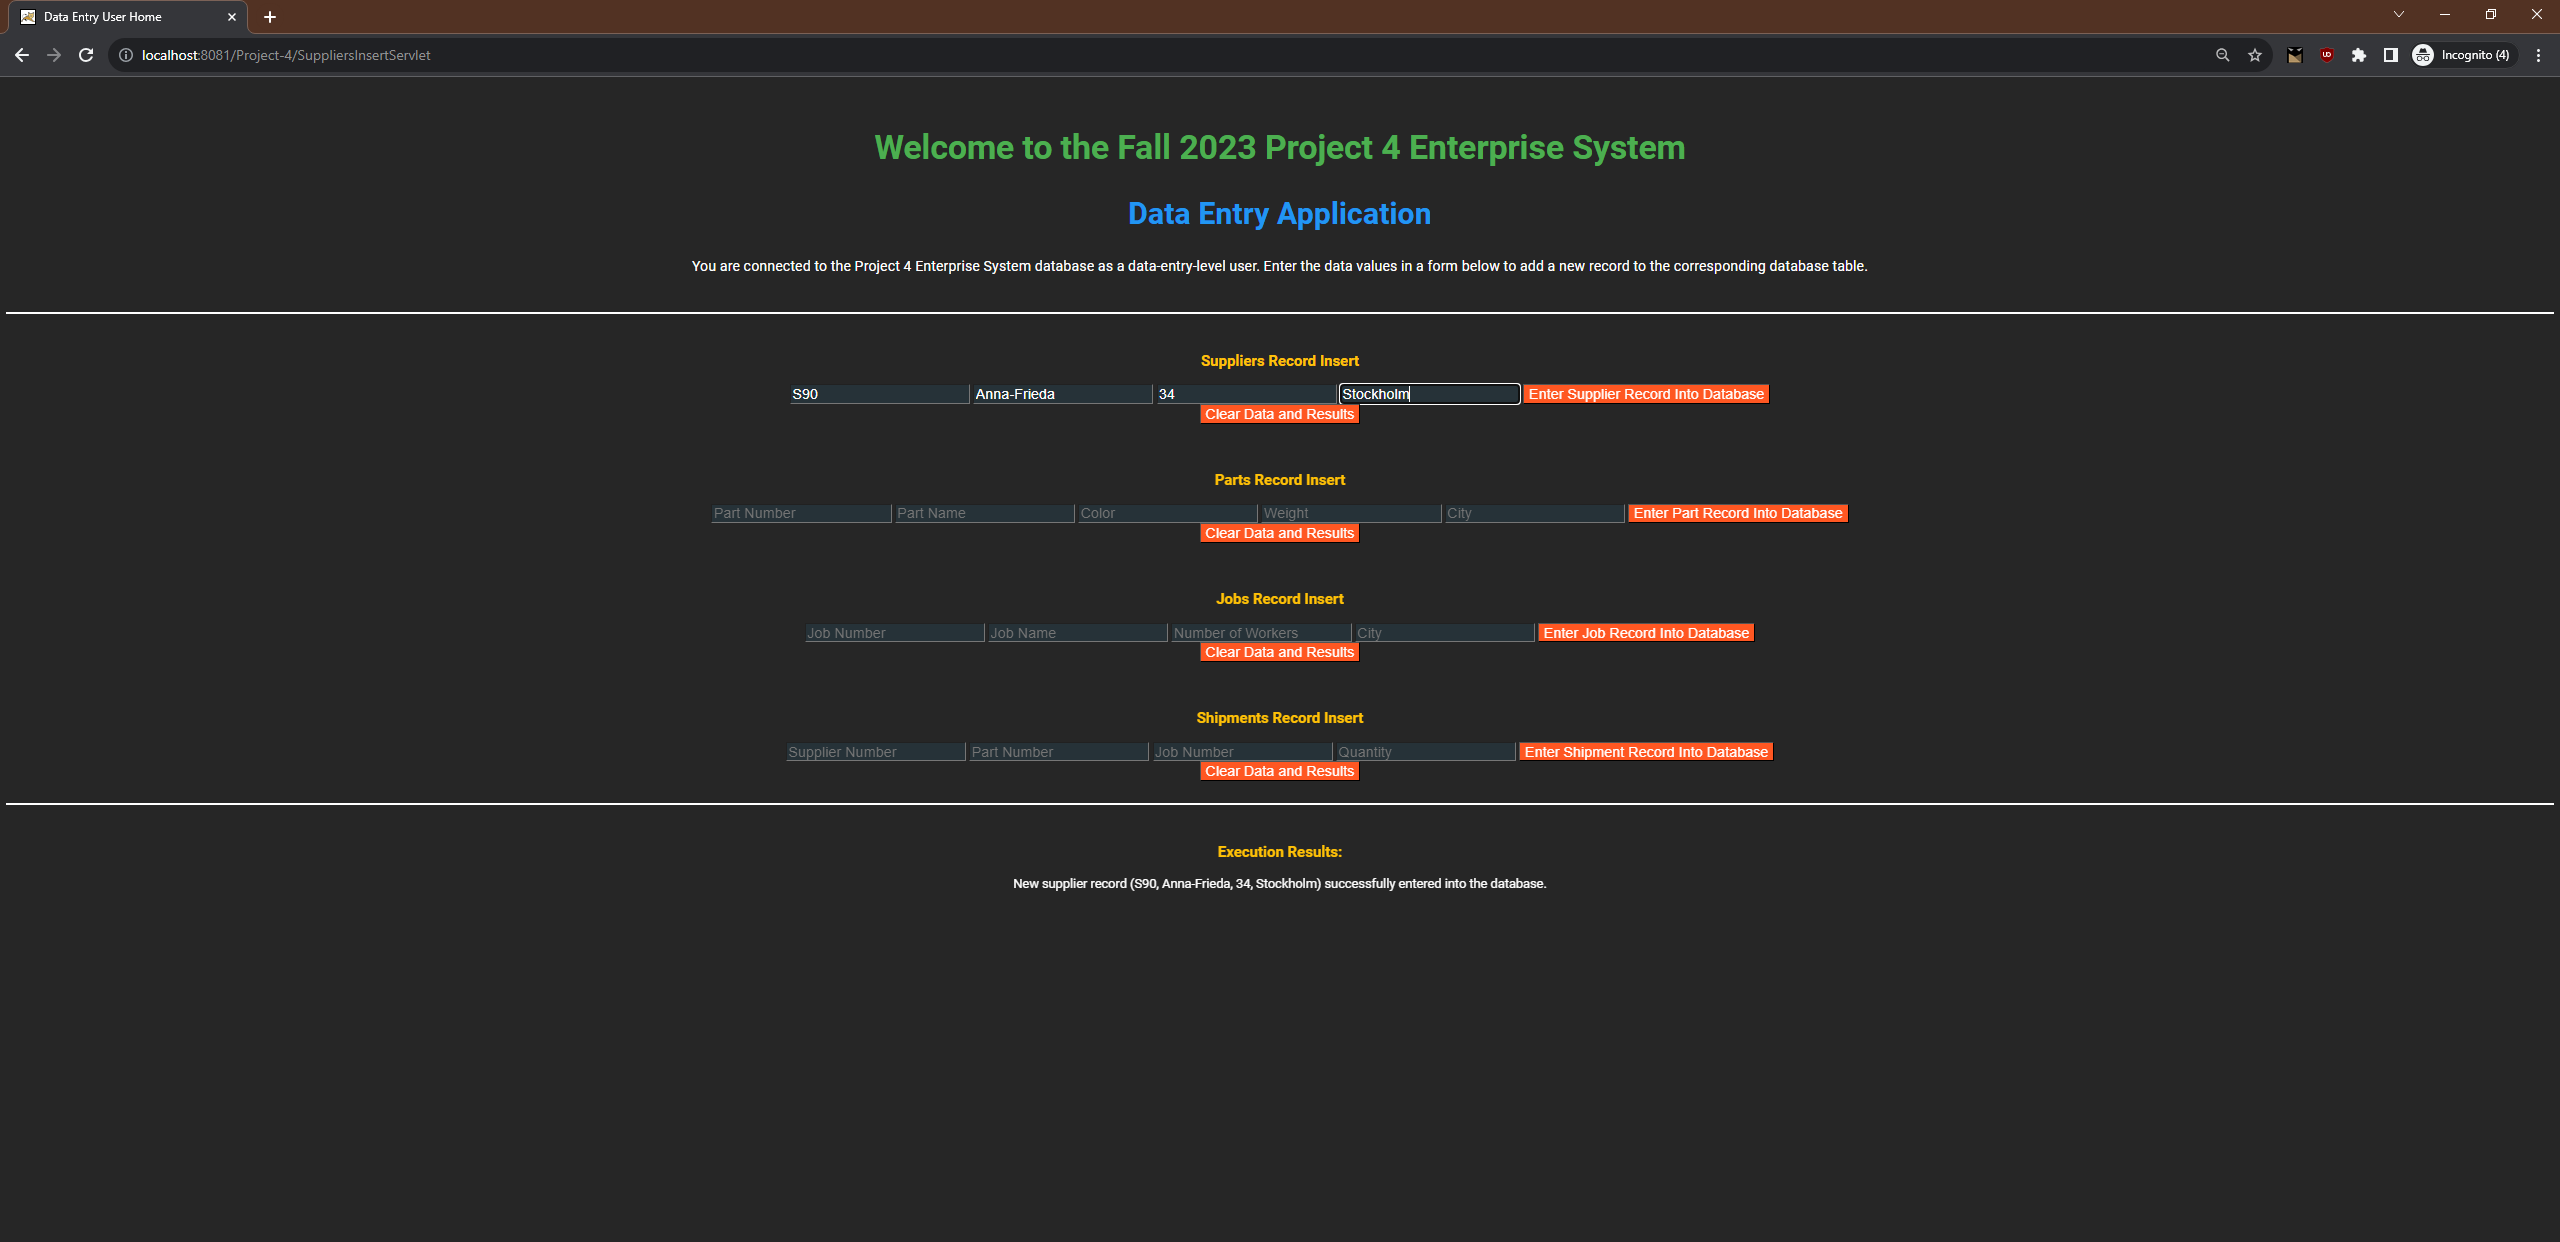 Data Entry User Home
localhost:8081/Project-4/SuppliersInsertServlet
Incognito (4)
Welcome to the Fall 2023 Project 4 Enterprise System
Data Entry Application
You are connected to the Project 4 Enterprise System database as a data-entry-level user. Enter the data values in a form below to add a new record to the corresponding database table.
Suppliers Record Insert
S90 Anna-Frieda 34 Stockholm Enter Supplier Record Into Database
Clear Data and Results
Parts Record Insert
Part Number Part Name Color Weight City Enter Part Record Into Database
Clear Data and Results
Jobs Record Insert
Job Number Job Name Number of Workers City Enter Job Record Into Database
Clear Data and Results
Shipments Record Insert
Supplier Number Part Number Job Number Quantity Enter Shipment Record Into Database
Clear Data and Results
Execution Results:
New supplier record (S90, Anna-Frieda, 34, Stockholm) successfully entered into the database.